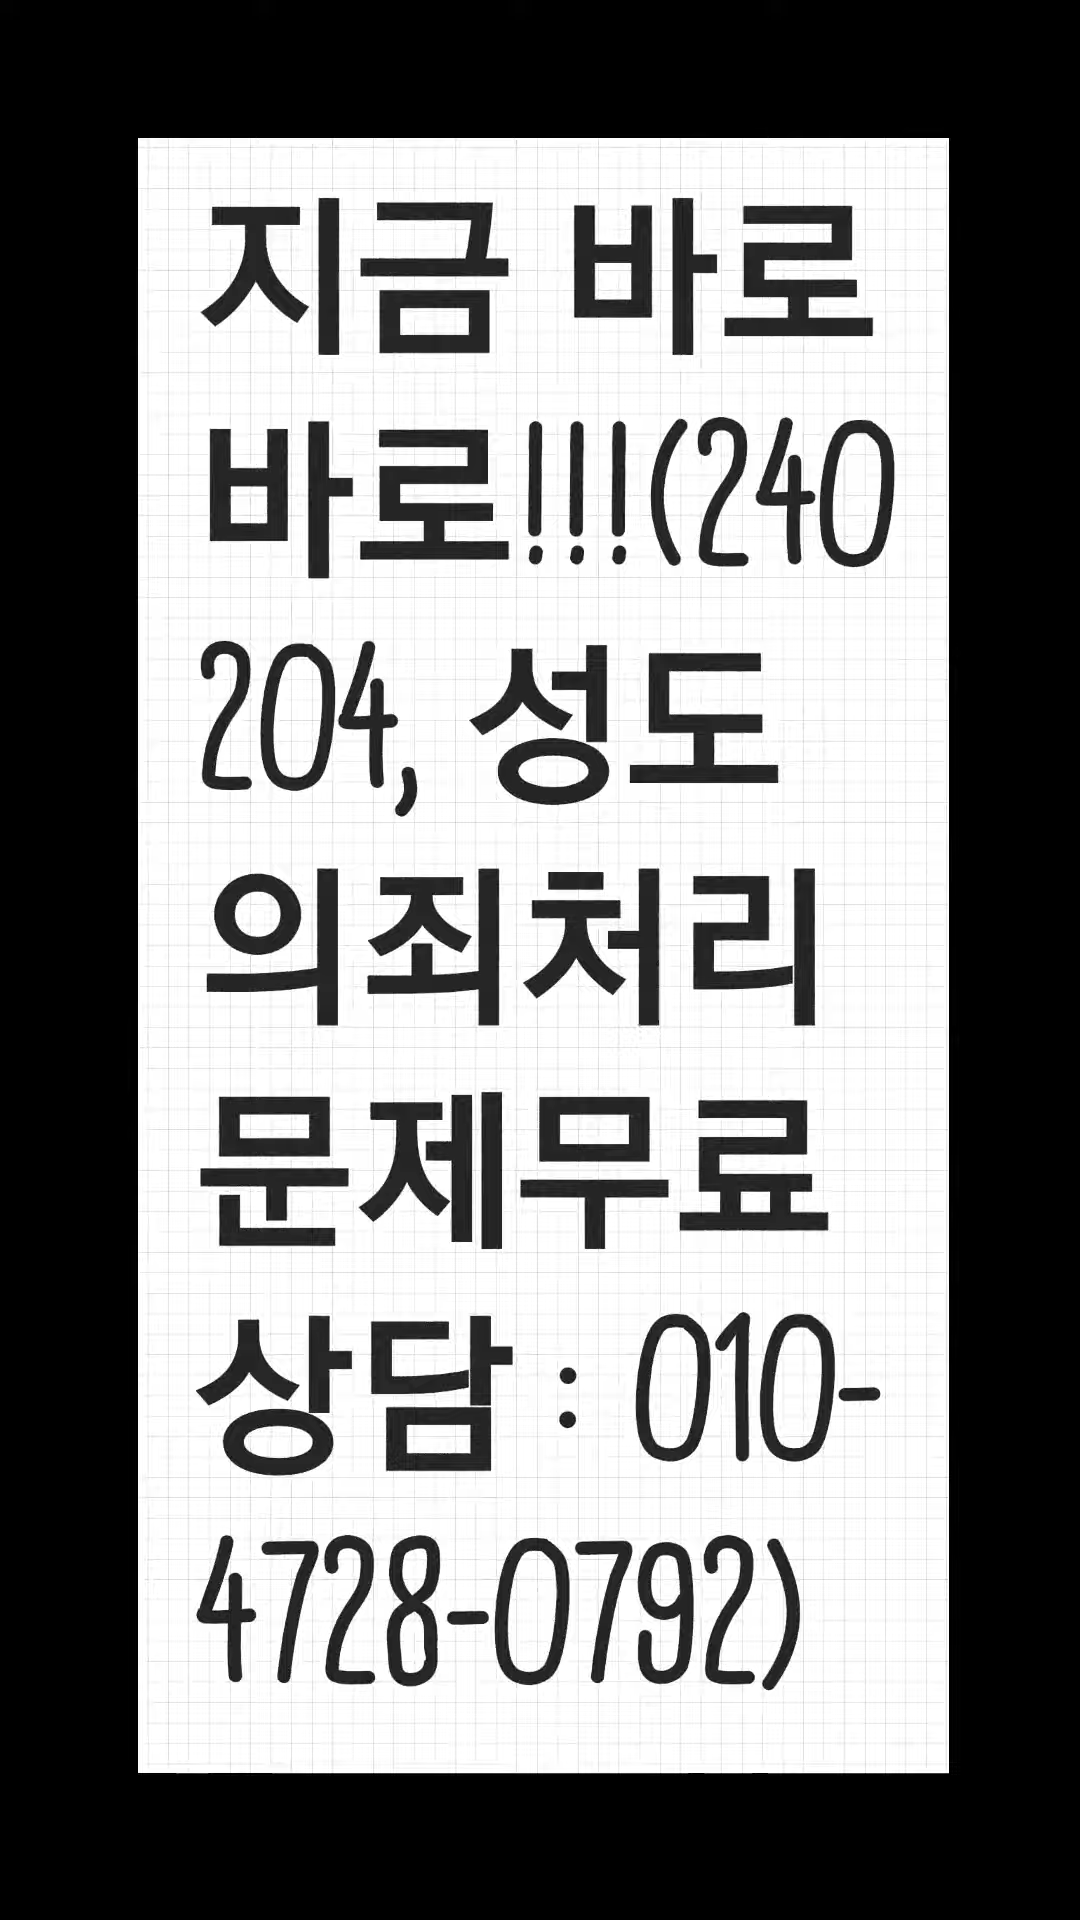 지금 바로
바로!!!(240
204, 성도
의죄처리
문제무료
상담 : 010-
4728-0792)